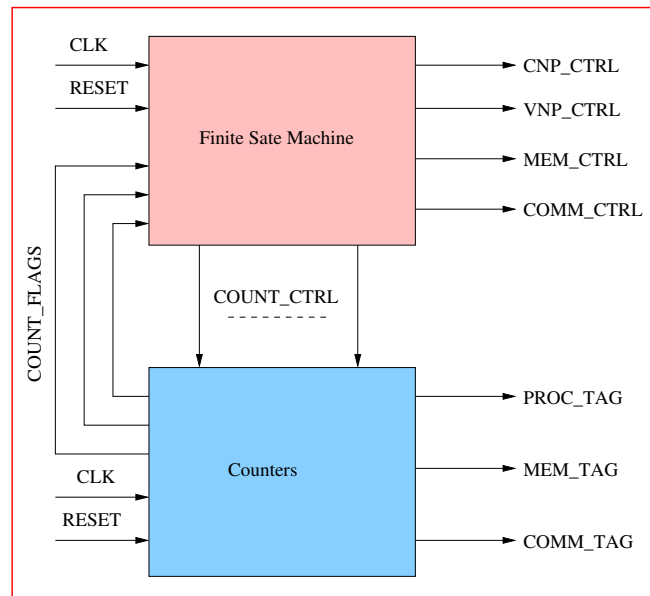 CLK
RESET
Finite Sate Machine
CNP_CTRL
VNP_CTRL
MEM_CTRL
COMM_CTRL
COUNT_FLAGS
COUNT_CTRL
Counters
CLK
RESET
PROC_TAG
MEM_TAG
COMM_TAG